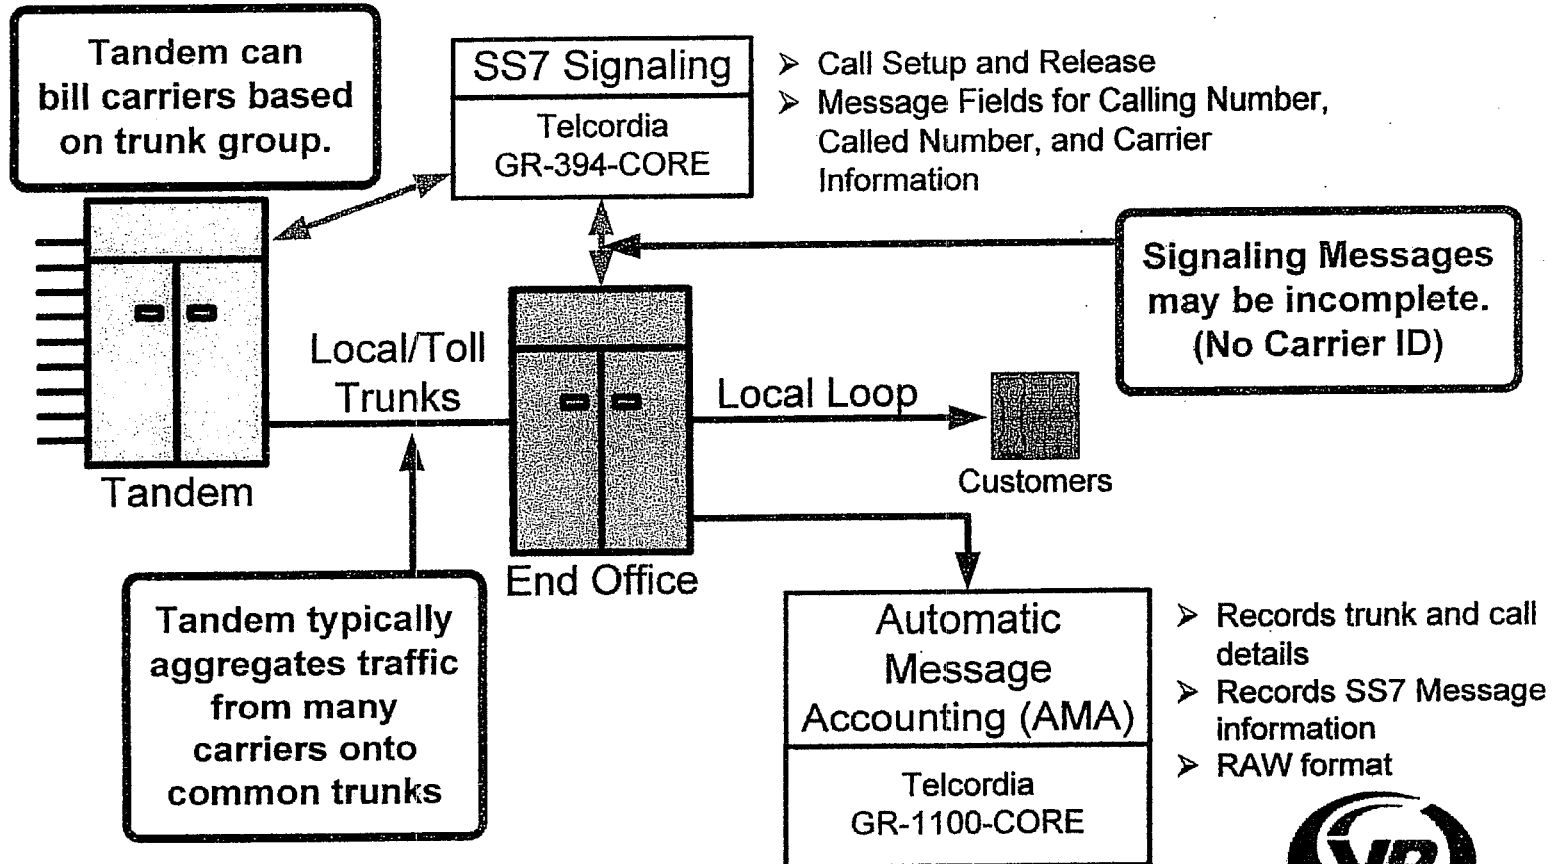 Tandem can
bill carriers based
on trunk group.
SS7 Signaling
Telcordia
GR-394-CORE
➢ Call Setup and Release
➢ Message Fields for Calling Number,
Called Number, and Carrier
Information
Signaling Messages
may be incomplete.
(No Carrier ID)
Local/Toll
Trunks
Local Loop
Tandem
Customers
End Office
Tandem typically
aggregates traffic
from many
carriers onto
common trunks
Automatic
Message
Accounting (AMA)
Telcordia
GR-1100-CORE
➢ Records trunk and call
details
➢ Records SS7 Message
information
➢ RAW format